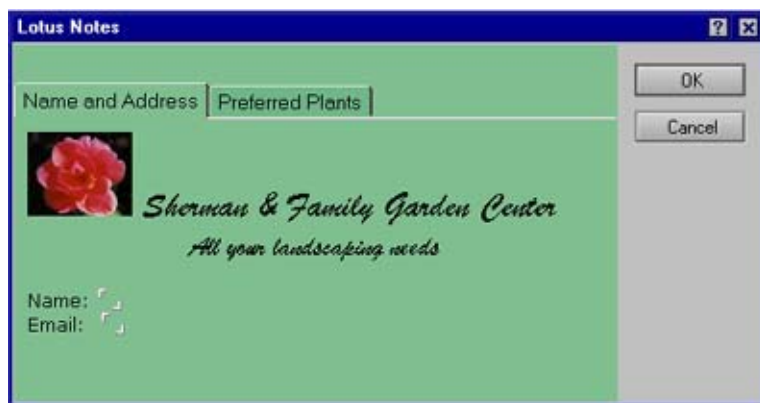 Lotus Notes
OK
Cancel
Name and Address Preferred Plants
Sherman & Family Garden Center
All your landscaping needs
Name:
Email: